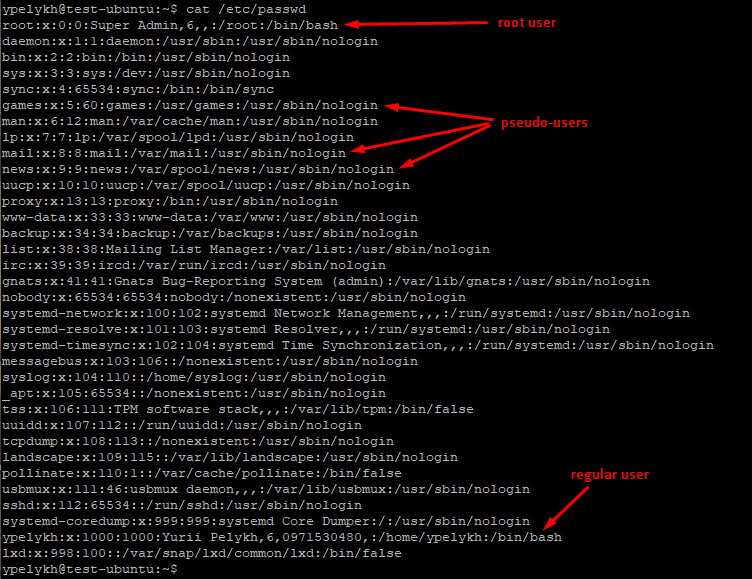 ypelykh@test-ubuntu:~$ cat /etc/passwd
root:x:0:0:Super Admin,6,,:/root:/bin/bash
root user
daemon:x:1:1:daemon:/usr/sbin:/usr/sbin/nologin
bin:x:2:2:bin:/bin:/usr/sbin/nologin
sys:x:3:3:sys:/dev:/usr/sbin/nologin
sync:x:4:65534:sync:/bin:/bin/sync
games:x:5:60:games:/usr/games:/usr/sbin/nologin
man:x:6:12:man:/var/cache/man:/usr/sbin/nologin
pseudo-users
lp:x:7:7:lp:/var/spool/lpd:/usr/sbin/nologin
mail:x:8:8:mail:/var/mail:/usr/sbin/nologin
news:x:9:9:news:/var/spool/news:/usr/sbin/nologin
uucp:x:10:10:uucp:/var/spool/uucp:/usr/sbin/nologin
proxy:x:13:13:proxy:/bin:/usr/sbin/nologin
www-data:x:33:33:www-data:/var/www:/usr/sbin/nologin
backup:x:34:34:backup:/var/backups:/usr/sbin/nologin
list:x:38:38:Mailing List Manager:/var/list:/usr/sbin/nologin
irc:x:39:39:ircd:/var/run/ircd:/usr/sbin/nologin
gnats:x:41:41:Gnats Bug-Reporting System (admin):/var/lib/gnats:/usr/sbin/nologin
nobody:x:65534:65534:nobody:/nonexistent:/usr/sbin/nologin
systemd-network:x:100:102:systemd Network Management,,,:/run/systemd:/usr/sbin/nologin
systemd-resolve:x:101:103:systemd Resolver,,,:/run/systemd:/usr/sbin/nologin
systemd-timesync:x:102:104:systemd Time Synchronization,,,:/run/systemd:/usr/sbin/nologin
messagebus:x:103:106::/nonexistent:/usr/sbin/nologin
syslog:x:104:110::/home/syslog:/usr/sbin/nologin
_apt:x:105:65534::/nonexistent:/usr/sbin/nologin
tss:x:106:111:TPM software stack,,,:/var/lib/tpm:/bin/false
uuidd:x:107:112::/run/uuidd:/usr/sbin/nologin
tcpdump:x:108:113::/nonexistent:/usr/sbin/nologin
landscape:x:109:115::/var/lib/landscape:/usr/sbin/nologin
pollinate:x:110:1::/var/cache/pollinate:/bin/false
regular user
usbmux:x:111:46:usbmux daemon,,,:/var/lib/usbmux:/usr/sbin/nologin
sshd:x:112:65534::/run/sshd:/usr/sbin/nologin
systemd-coredump:x:999:999:systemd Core Dumper:/:/usr/sbin/nologin
ypelykh:x:1000:1000:Yurii Pelykh,6,0971530480,:/home/ypelykh:/bin/bash
lxd:x:998:100::/var/snap/lxd/common/lxd:/bin/false
ypelykh@test-ubuntu:~$